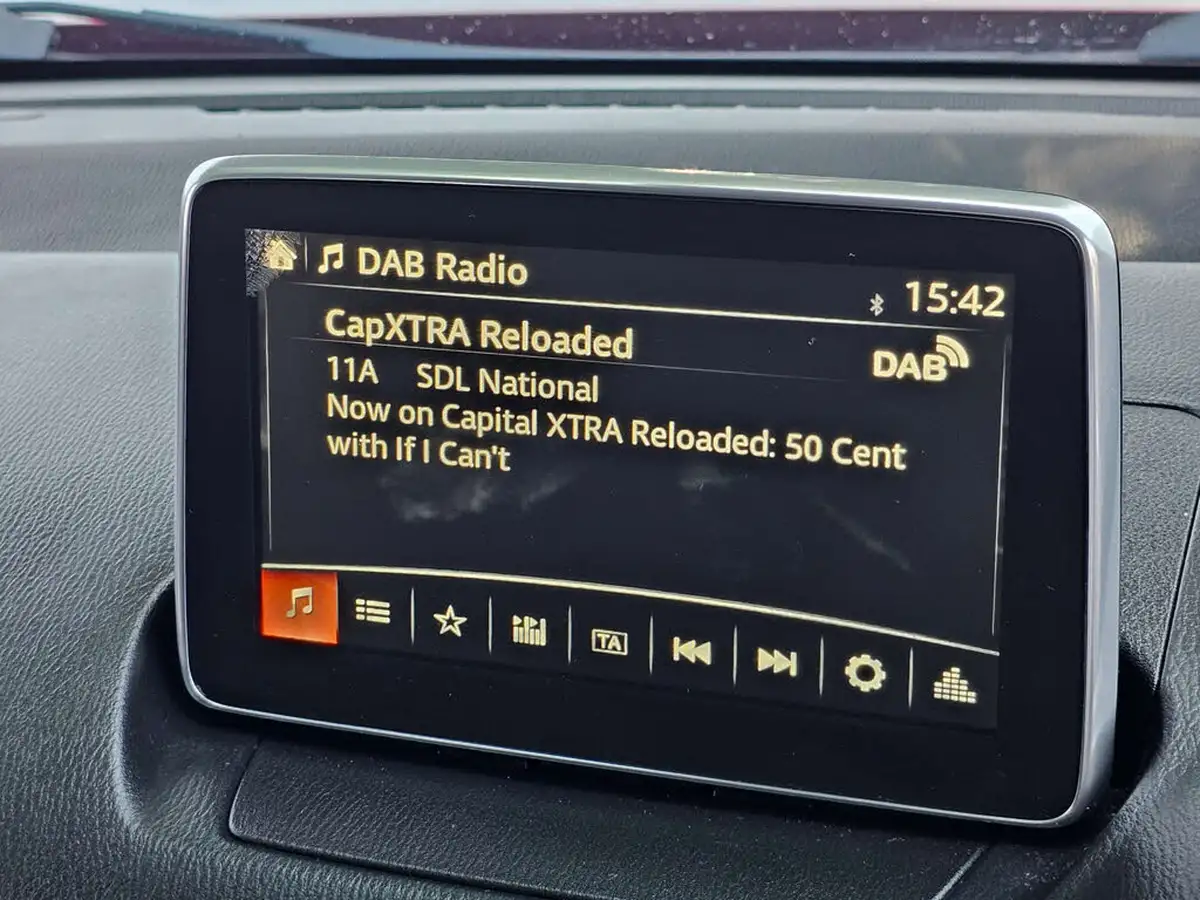 DAB Radio
15:42
CapXTRA Reloaded
DAB
11A SDL National
Now on Capital XTRA Reloaded: 50 Cent
with If I Can't
TA